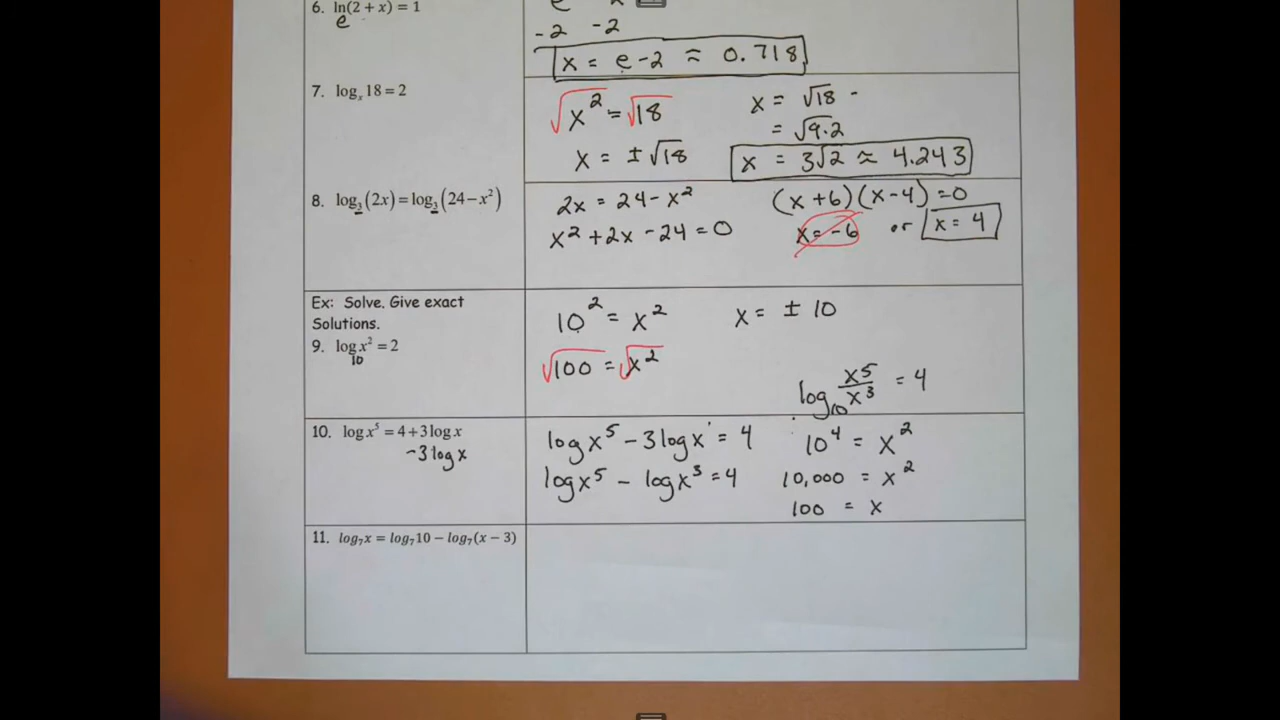 6. ln(2 + x) = 1
e
-2 -2
x = e - 2 ≈ 0.718
7. logₓ 18 = 2
√x² = √18
x = ±√18
x = √18 -
= √9·2
x = 3√2 ≈ 4.243
8. log₃(2x) = log₃(24 - x²)
2x = 24 - x²
x² + 2x - 24 = 0
(x + 6)(x - 4) = 0
x = -6 or x = 4
Ex: Solve. Give exact
Solutions.
9. log x² = 2
10
10² = x²
√100 = √x²
x = ± 10
log₁₀ x⁵/x³ = 4
10. log x⁵ = 4 + 3 log x
-3 log x
log x⁵ - 3 log x = 4
log x⁵ - log x³ = 4
10⁴ = x²
10,000 = x²
100 = x
11. log₇x = log₇10 - log₇(x - 3)